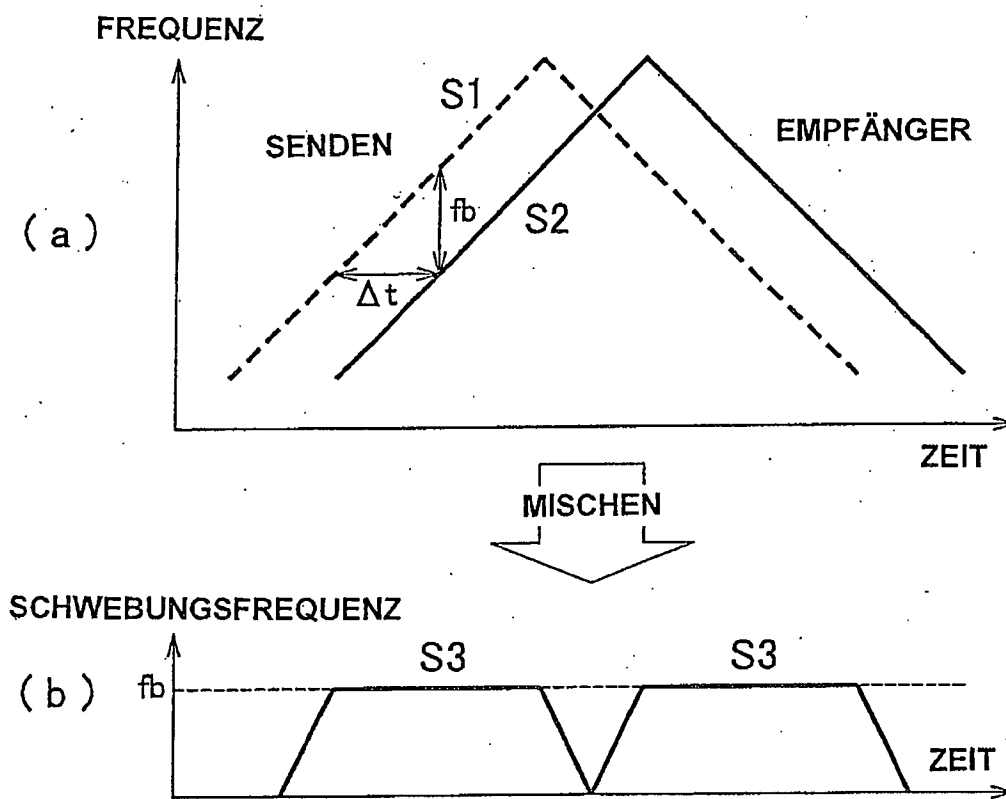 FREQUENZ
S1
SENDEN
EMPFÄNGER
fb
S2
(a)
Δt
ZEIT
MISCHEN
SCHWEBUNGSFREQUENZ
S3 S3
(b)
fb
ZEIT